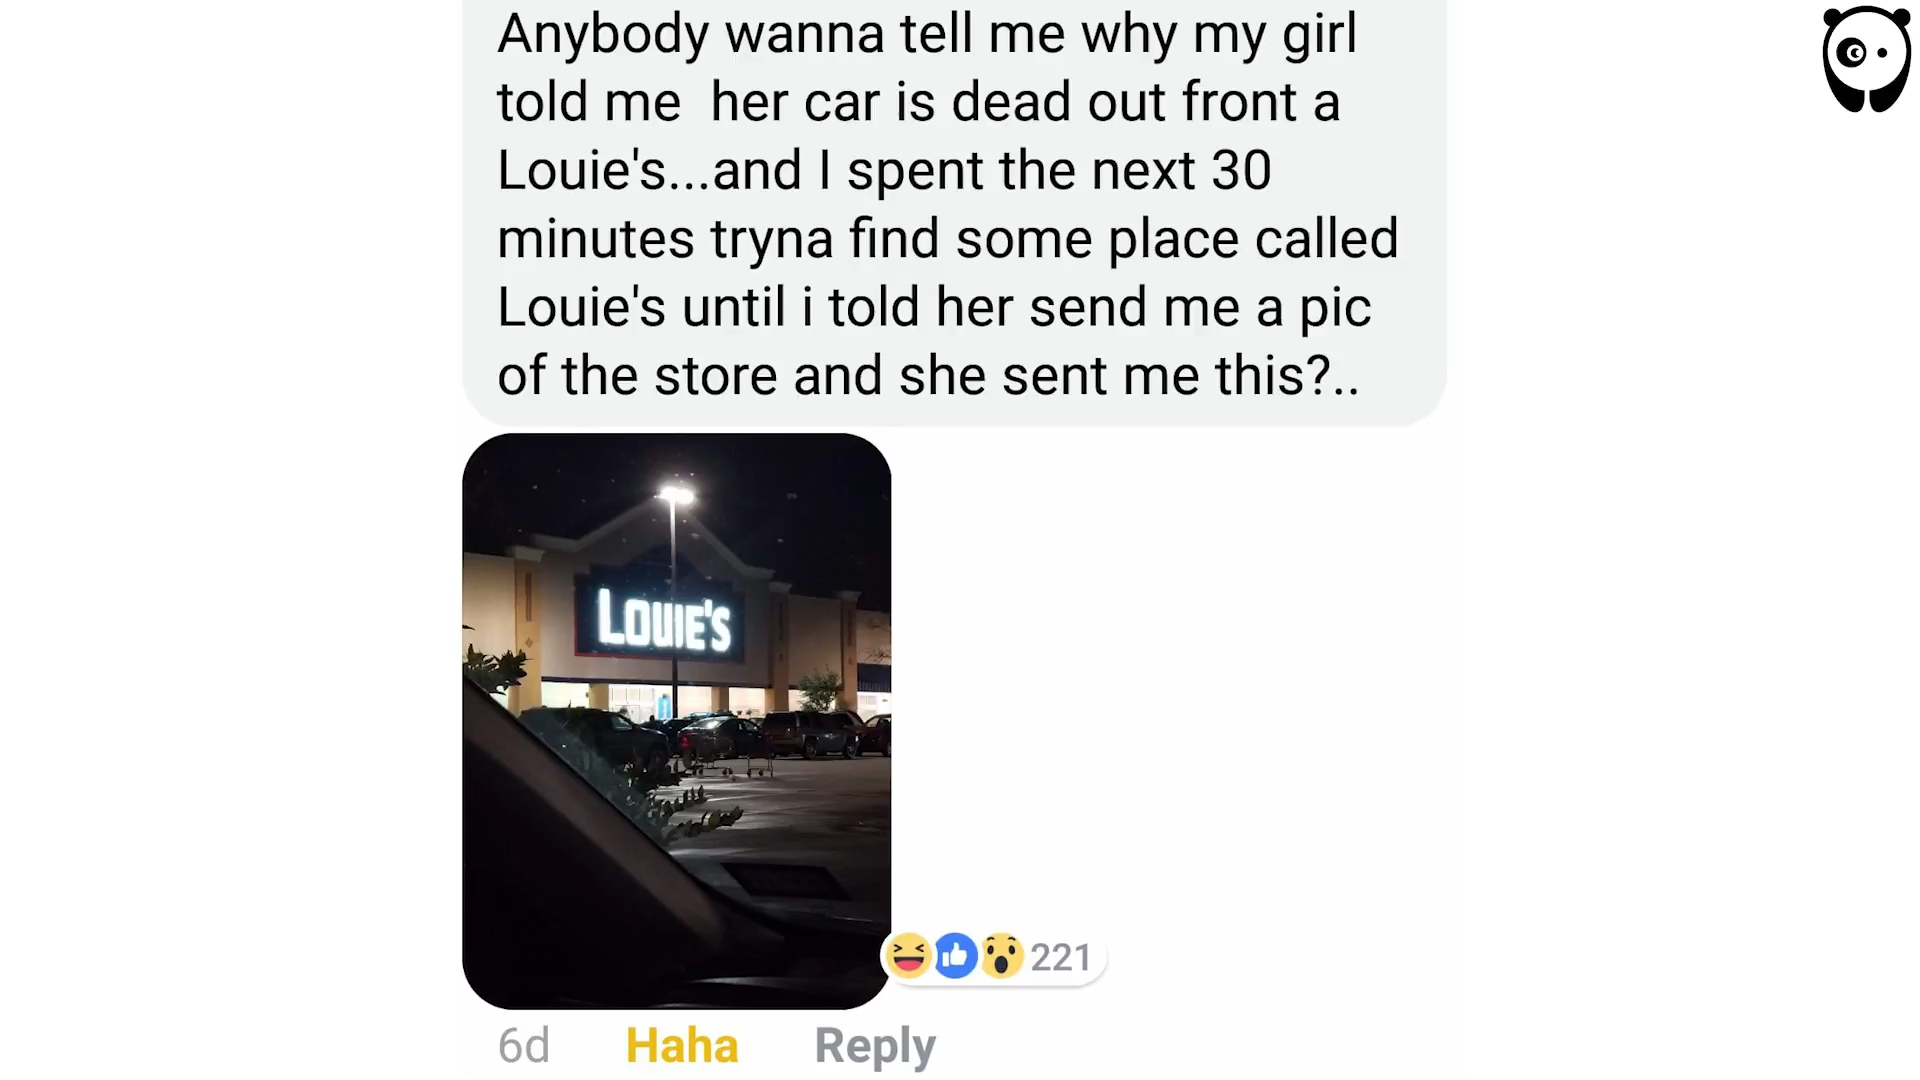 Anybody wanna tell me why my girl
told me  her car is dead out front a
Louie's...and I spent the next 30
minutes tryna find some place called
Louie's until i told her send me a pic
of the store and she sent me this?..
LOUIE'S
221
6d Haha Reply